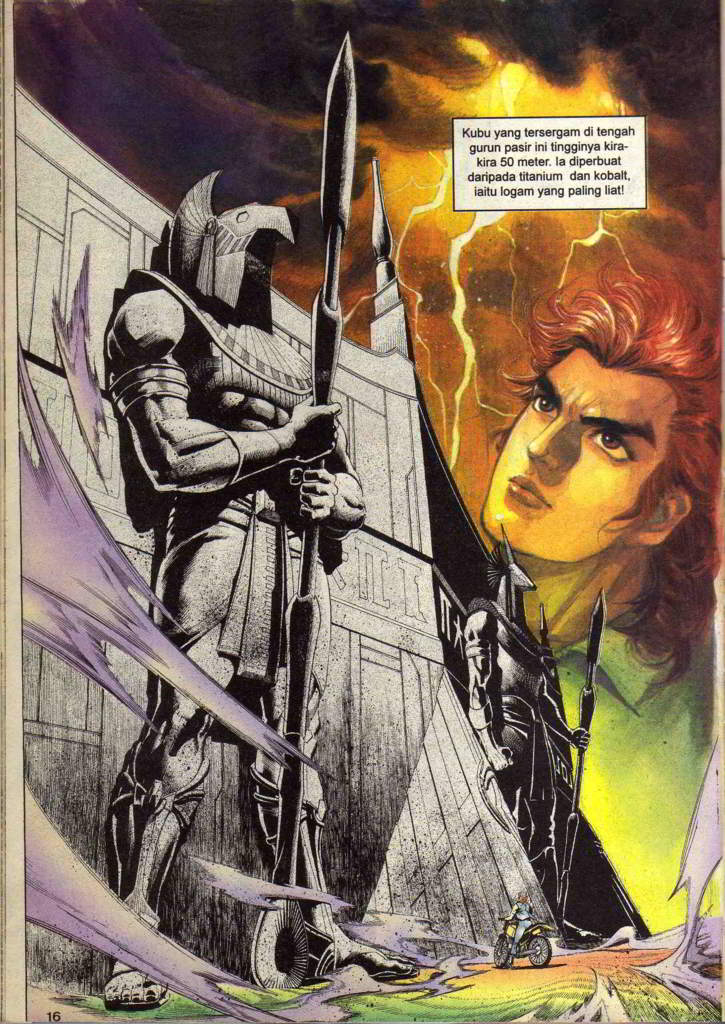 Kubu yang tersergam di tengah
gurun pasir ini tingginya kira-
kira 50 meter. Ia diperbuat
daripada titanium dan kobalt,
iaitu logam yang paling liat!
16